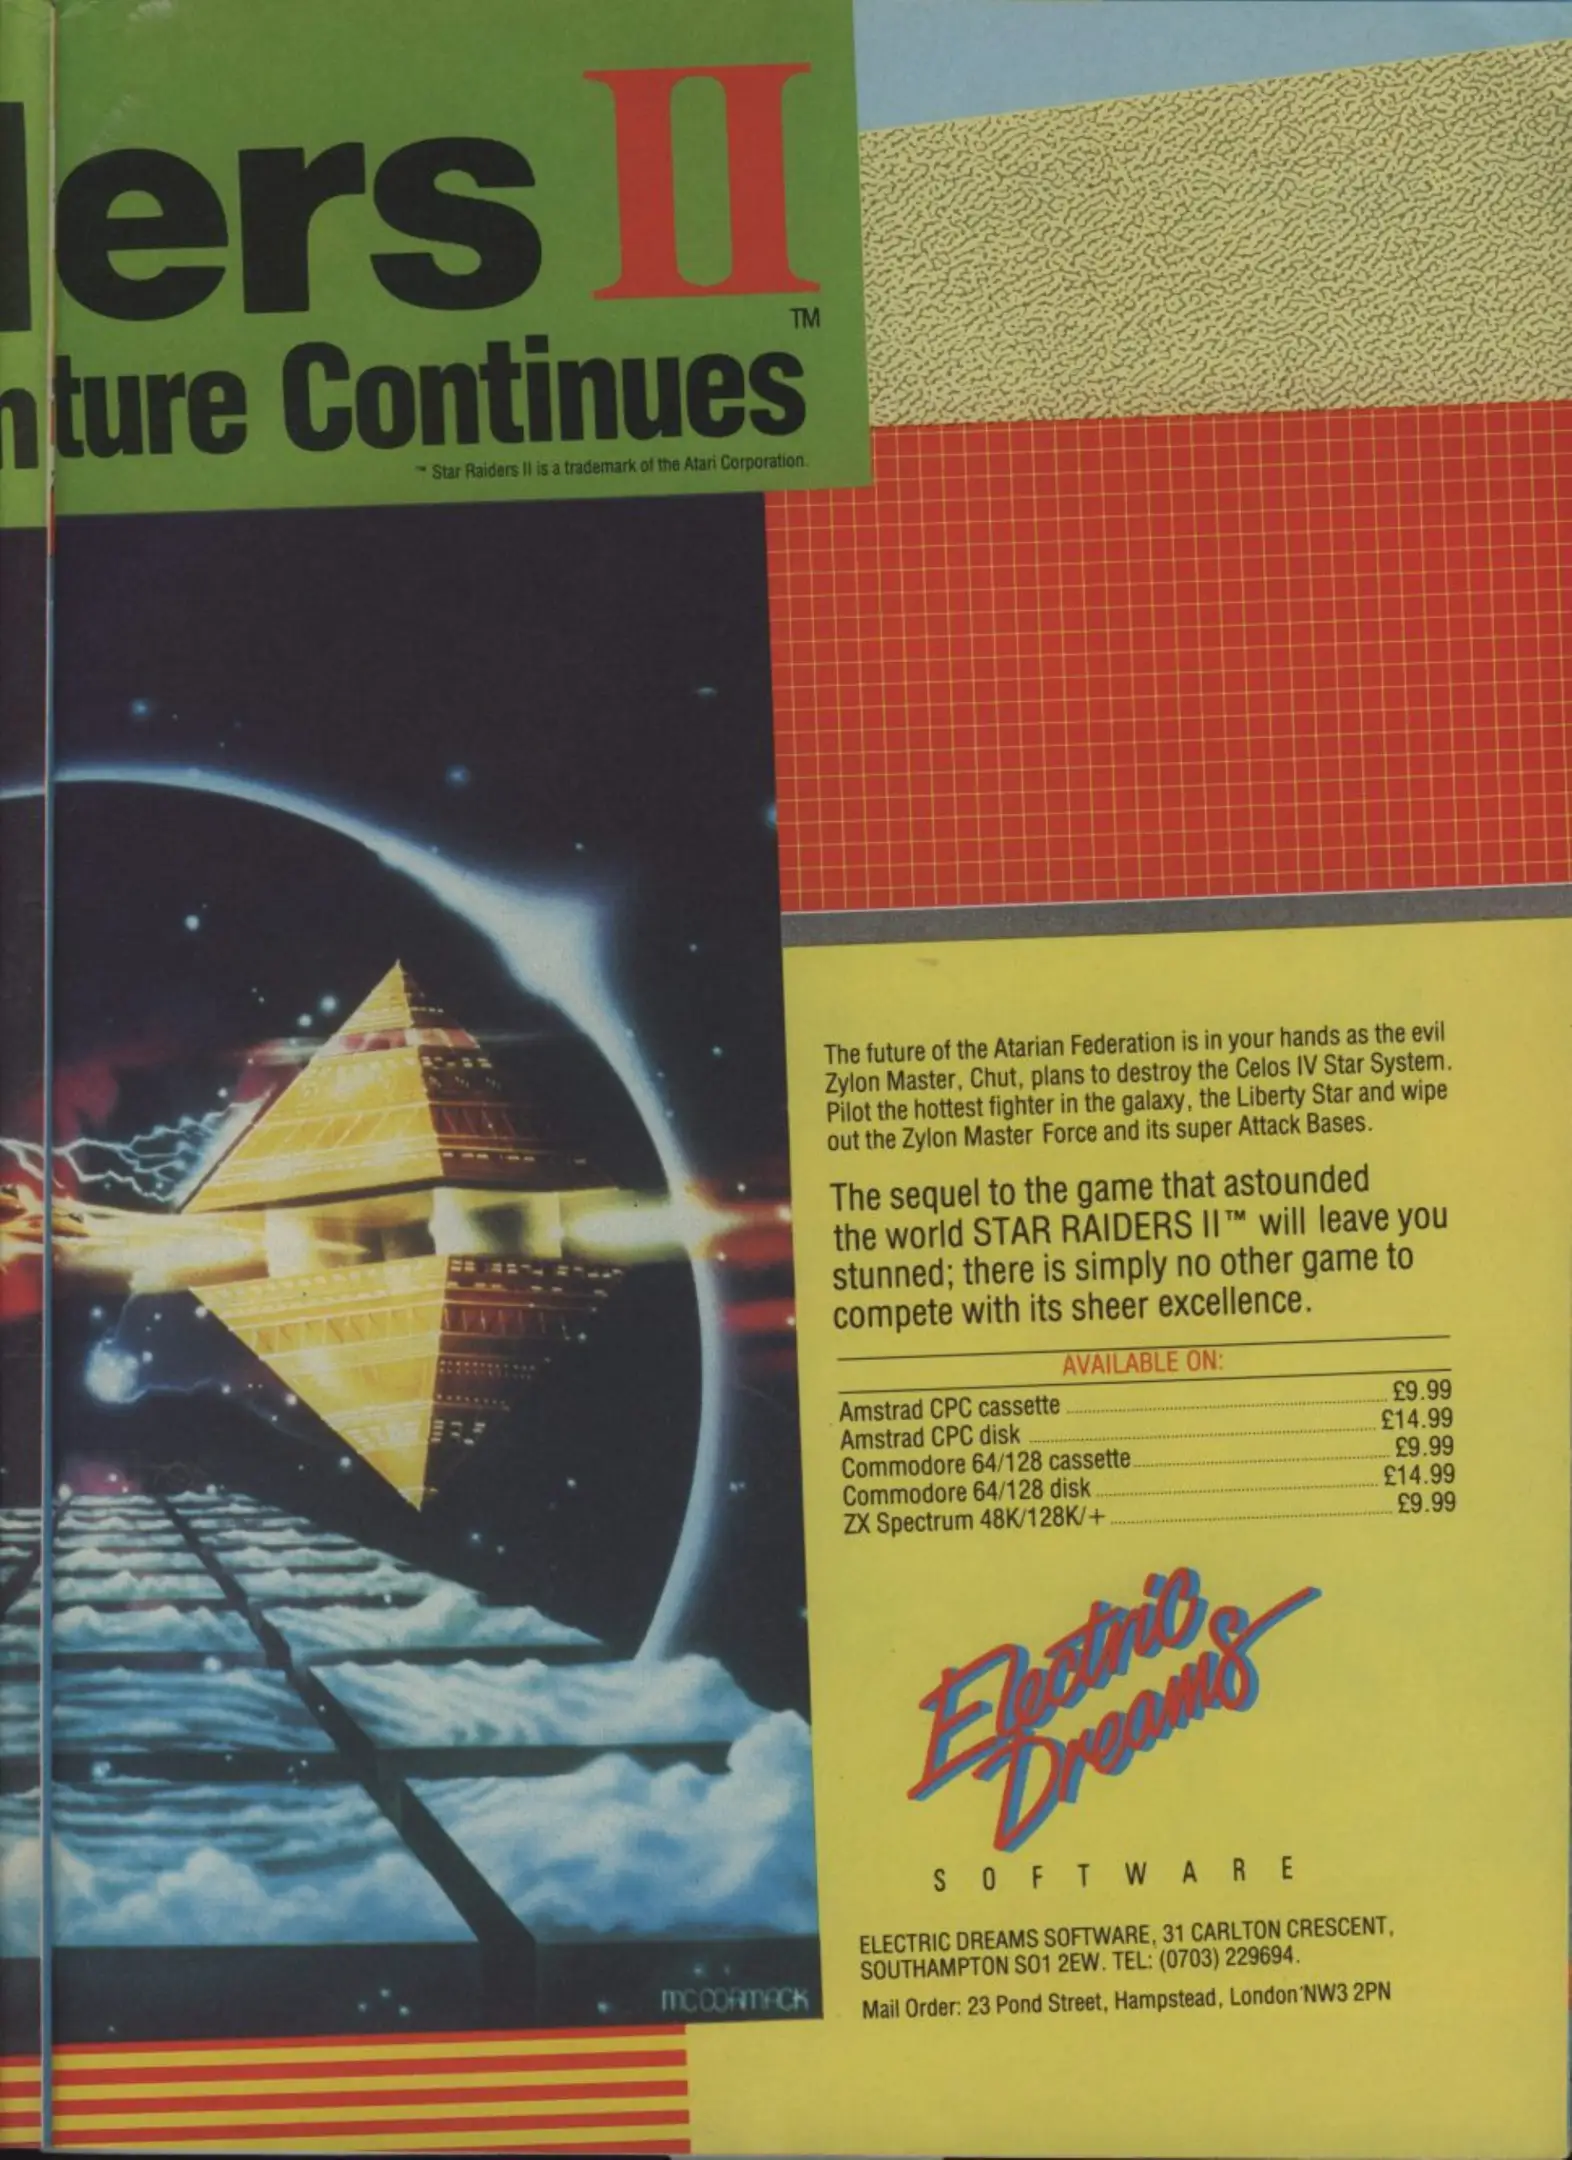 ers II
TM
nture Continues
™ Star Raiders II is a trademark of the Atari Corporation.
The future of the Atarian Federation is in your hands as the evil
Zylon Master, Chut, plans to destroy the Celos IV Star System.
Pilot the hottest fighter in the galaxy, the Liberty Star and wipe
out the Zylon Master Force and its super Attack Bases.
The sequel to the game that astounded
the world STAR RAIDERS II™ will leave you
stunned; there is simply no other game to
compete with its sheer excellence.
AVAILABLE ON:
Amstrad CPC cassette £9.99
Amstrad CPC disk £14.99
Commodore 64/128 cassette £9.99
Commodore 64/128 disk £14.99
ZX Spectrum 48K/128K/+ £9.99
Electric
Dreams
SOFTWARE
ELECTRIC DREAMS SOFTWARE, 31 CARLTON CRESCENT,
SOUTHAMPTON SO1 2EW. TEL: (0703) 229694.
Mail Order: 23 Pond Street, Hampstead, London NW3 2PN
MCCORMACK